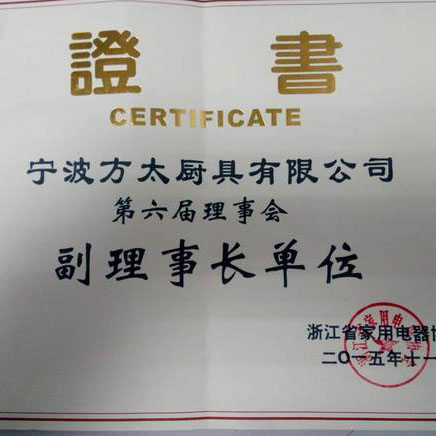 證書
CERTIFICATE
宁波方太厨具有限公司
第六届理事会
副理事长单位
浙江省家用电器
二〇一五年十一